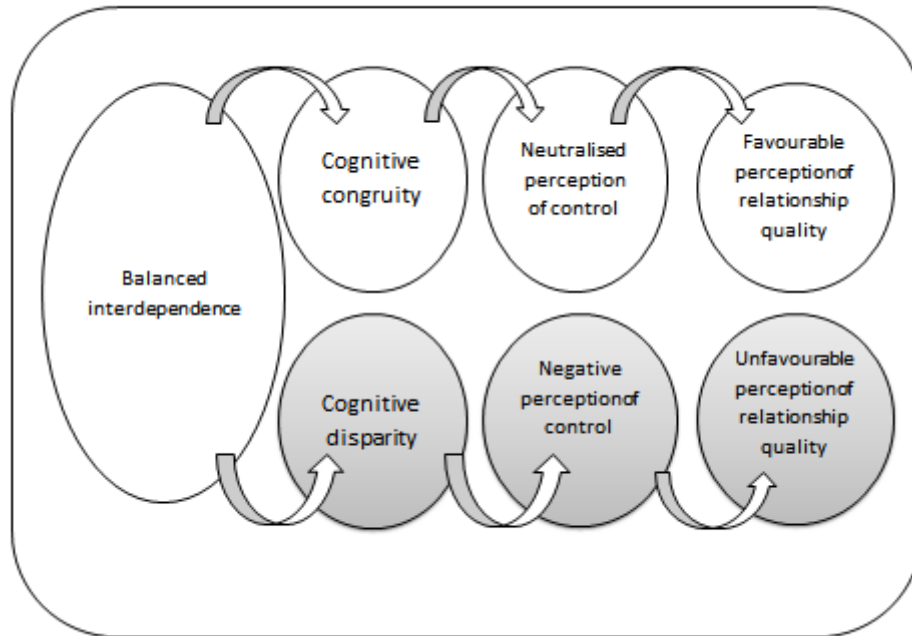 Balanced
interdependence
Cognitive
congruity
Neutralised
perception
of control
Favourable
perceptionof
relationship
quality
Cognitive
disparity
Negative
perceptionof
control
Unfavourable
perceptionof
relationship
quality